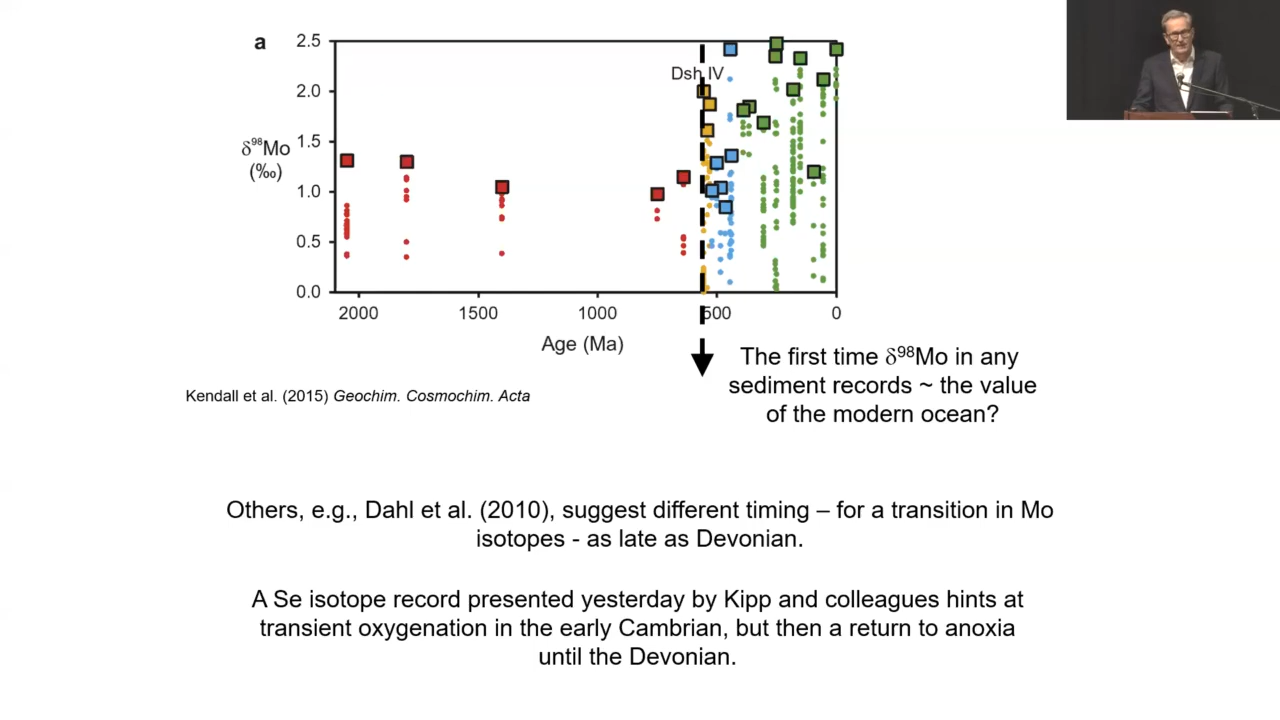 a
2.5
Dsh IV
2.0
1.5
δ⁹⁸Mo
(‰)
1.0
0.5
0.0
2000 1500 1000 500 0
Age (Ma)
The first time δ⁹⁸Mo in any
sediment records ~ the value
of the modern ocean?
Kendall et al. (2015) Geochim. Cosmochim. Acta
Others, e.g., Dahl et al. (2010), suggest different timing – for a transition in Mo
isotopes - as late as Devonian.
A Se isotope record presented yesterday by Kipp and colleagues hints at
transient oxygenation in the early Cambrian, but then a return to anoxia
until the Devonian.